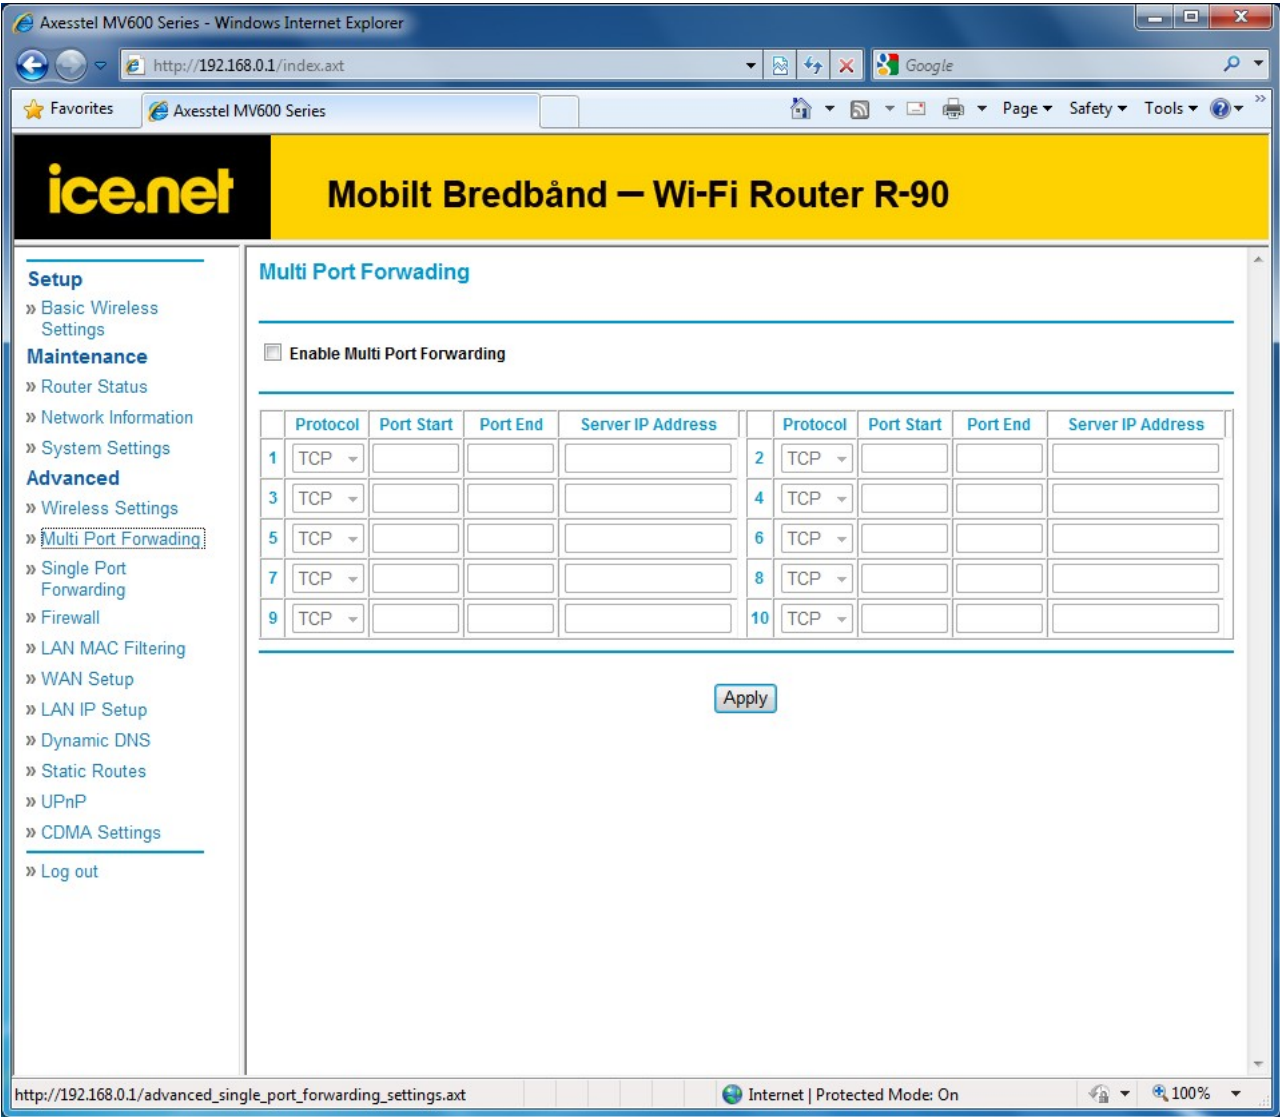 Axesstel MV600 Series - Windows Internet Explorer
http://192.168.0.1/index.axt
Google
Favorites
Axesstel MV600 Series
Page
Safety
Tools
ice.net
Mobilt Bredbånd — Wi-Fi Router R-90
Setup
» Basic Wireless
Settings
Maintenance
» Router Status
» Network Information
» System Settings
Advanced
» Wireless Settings
» Multi Port Forwading
» Single Port
Forwarding
» Firewall
» LAN MAC Filtering
» WAN Setup
» LAN IP Setup
» Dynamic DNS
» Static Routes
» UPnP
» CDMA Settings
» Log out
Multi Port Forwading
Enable Multi Port Forwarding
Protocol Port Start Port End Server IP Address Protocol Port Start Port End Server IP Address
1 TCP 2 TCP
3 TCP 4 TCP
5 TCP 6 TCP
7 TCP 8 TCP
9 TCP 10 TCP
Apply
http://192.168.0.1/advanced_single_port_forwarding_settings.axt
Internet | Protected Mode: On
100%